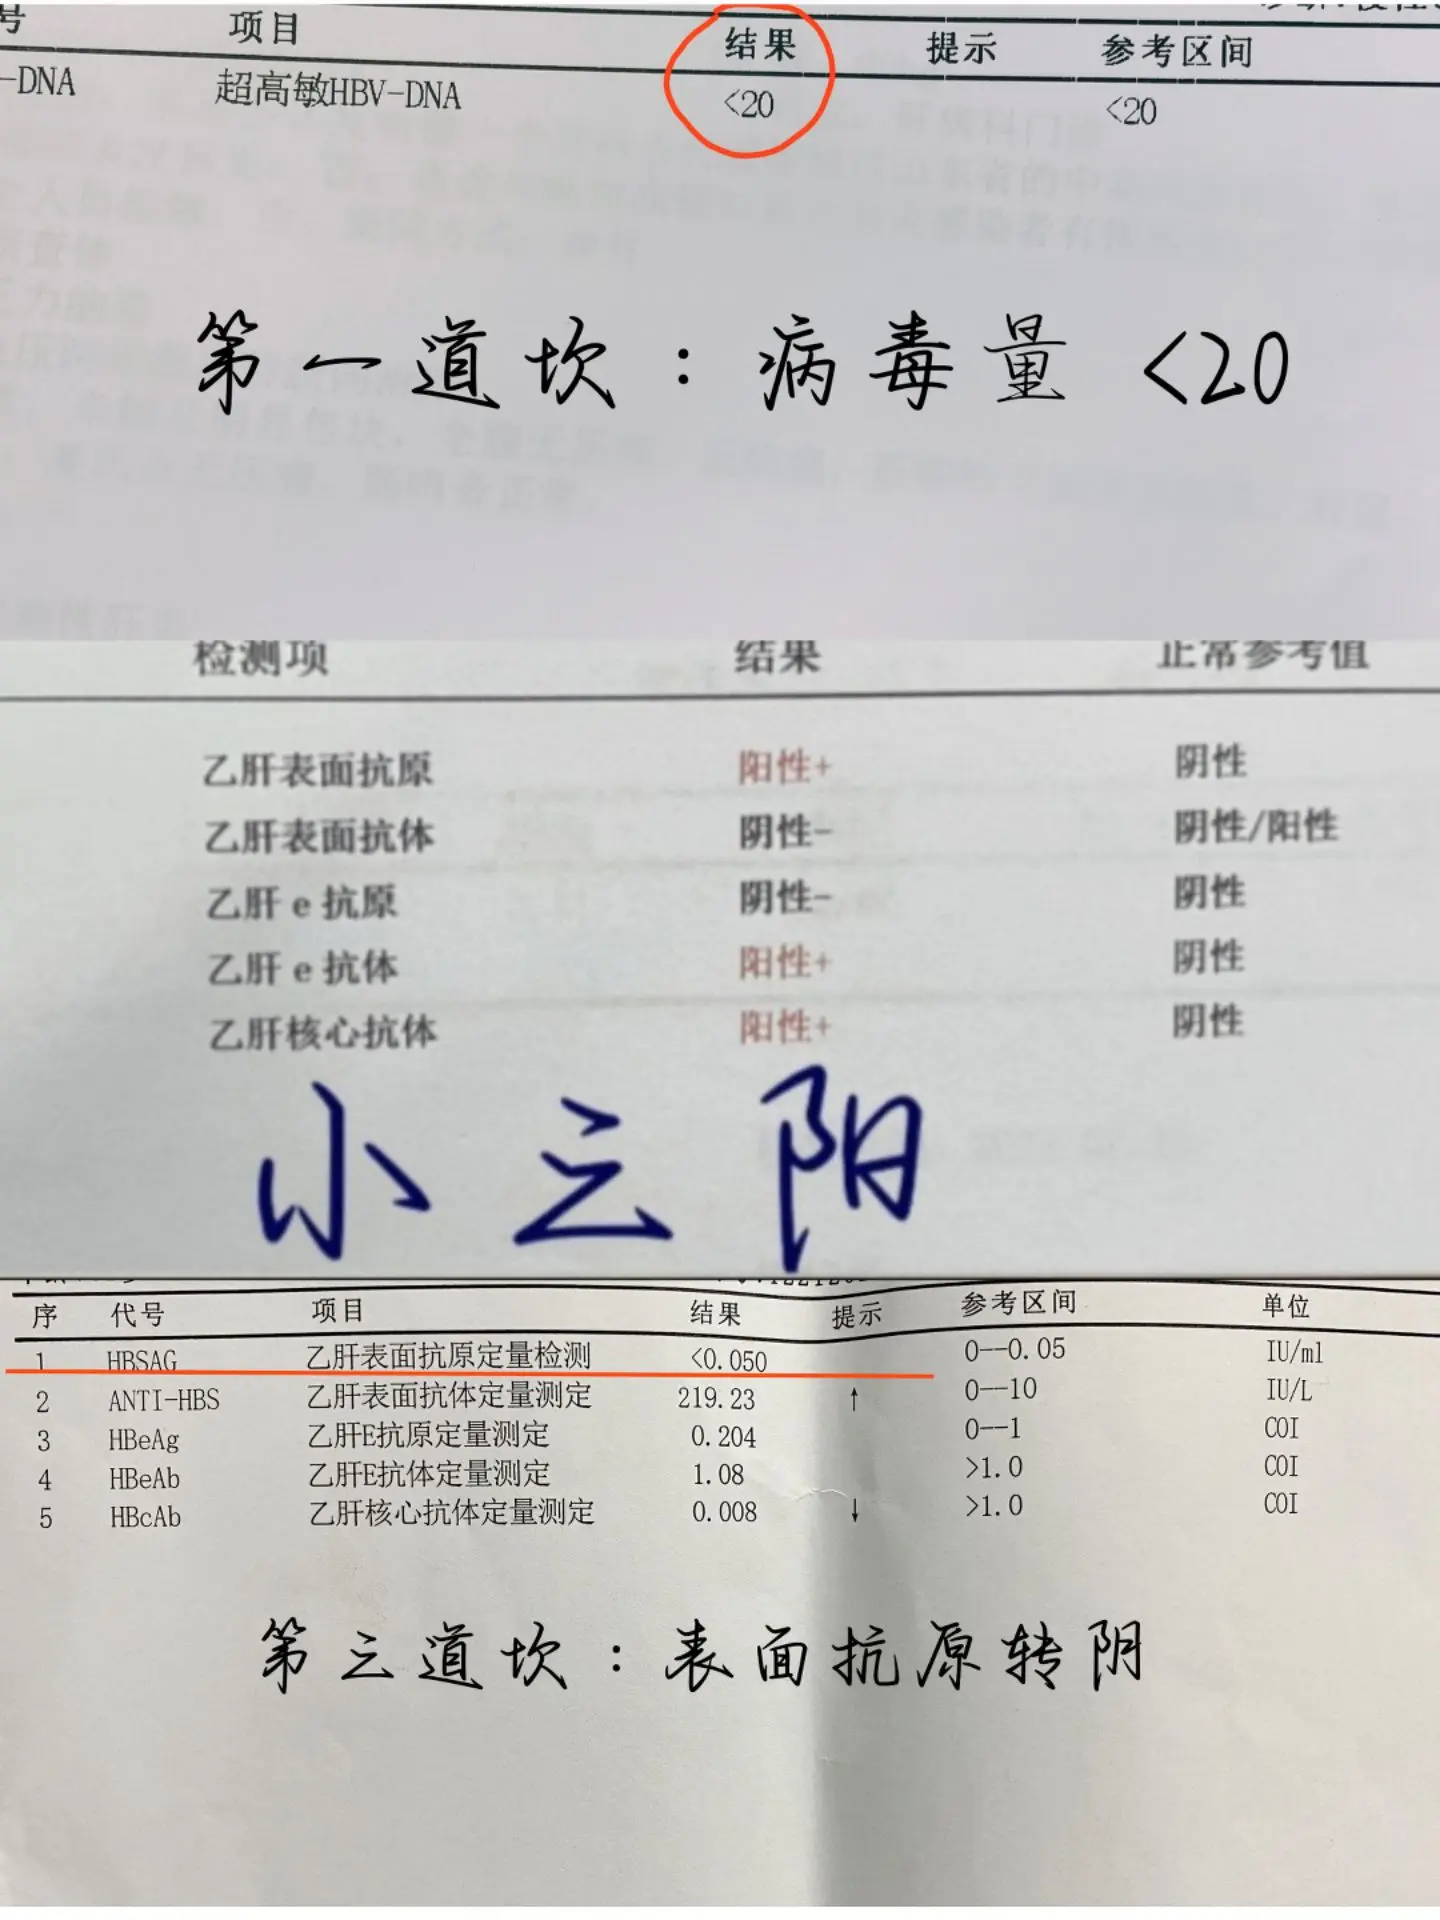 号 项目 结果 提示 参考区间
-DNA 超高敏HBV-DNA <20 <20
第一道坎：病毒量<20
检测项 结果 正常参考值
乙肝表面抗原 阳性+ 阴性
乙肝表面抗体 阴性- 阴性/阳性
乙肝 e 抗原 阴性- 阴性
乙肝 e 抗体 阳性+ 阴性
乙肝核心抗体 阳性+ 阴性
小三阳
序 代号 项目 结果 提示 参考区间 单位
1 HBSAG 乙肝表面抗原定量检测 <0.050 0--0.05 IU/ml
2 ANTI-HBS 乙肝表面抗体定量测定 219.23 ↑ 0--10 IU/L
3 HBeAg 乙肝E抗原定量测定 0.204 0--1 COI
4 HBeAb 乙肝E抗体定量测定 1.08 >1.0 COI
5 HBcAb 乙肝核心抗体定量测定 0.008 ↓ >1.0 COI
第三道坎：表面抗原转阴